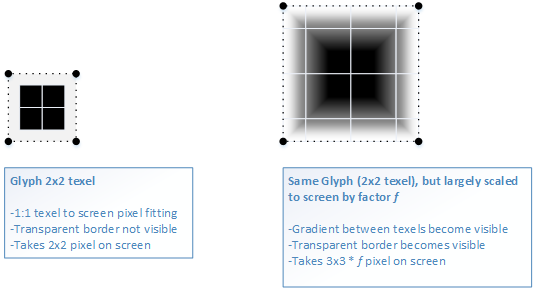 Glyph 2x2 texel
-1:1 texel to screen pixel fitting
-Transparent border not visible
-Takes 2x2 pixel on screen
Same Glyph (2x2 texel), but largely scaled
to screen by factor f
-Gradient between texels become visible
-Transparent border becomes visible
-Takes 3x3 * f pixel on screen